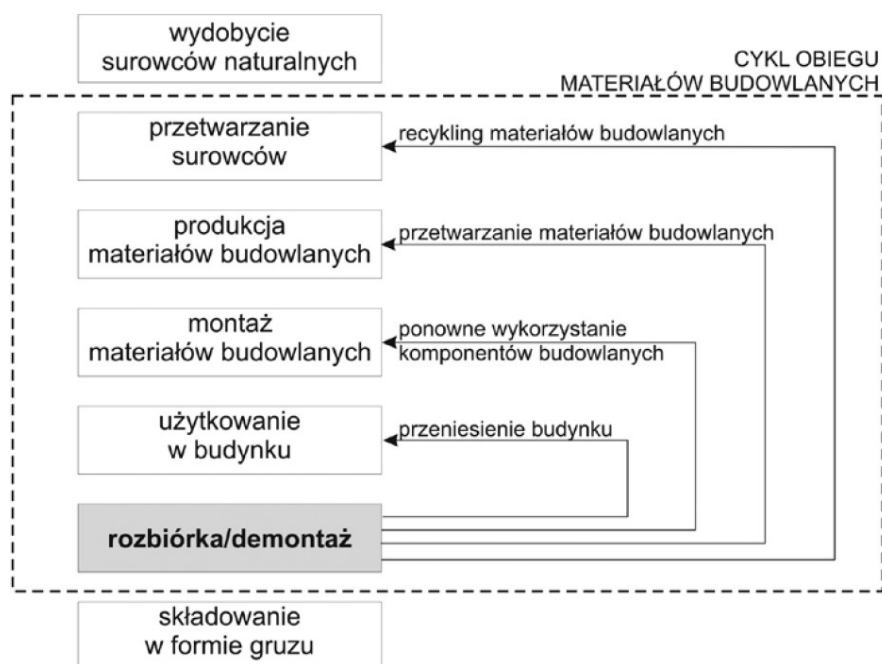 wydobycie
surowców naturalnych
CYKL OBIEGU
MATERIAŁÓW BUDOWLANYCH
przetwarzanie
surowców
recykling materiałów budowlanych
produkcja
materiałów budowlanych
przetwarzanie materiałów budowlanych
montaż
materiałów budowlanych
ponowne wykorzystanie
komponentów budowlanych
użytkowanie
w budynku
przeniesienie budynku
rozbiórka/demontaż
składowanie
w formie gruzu